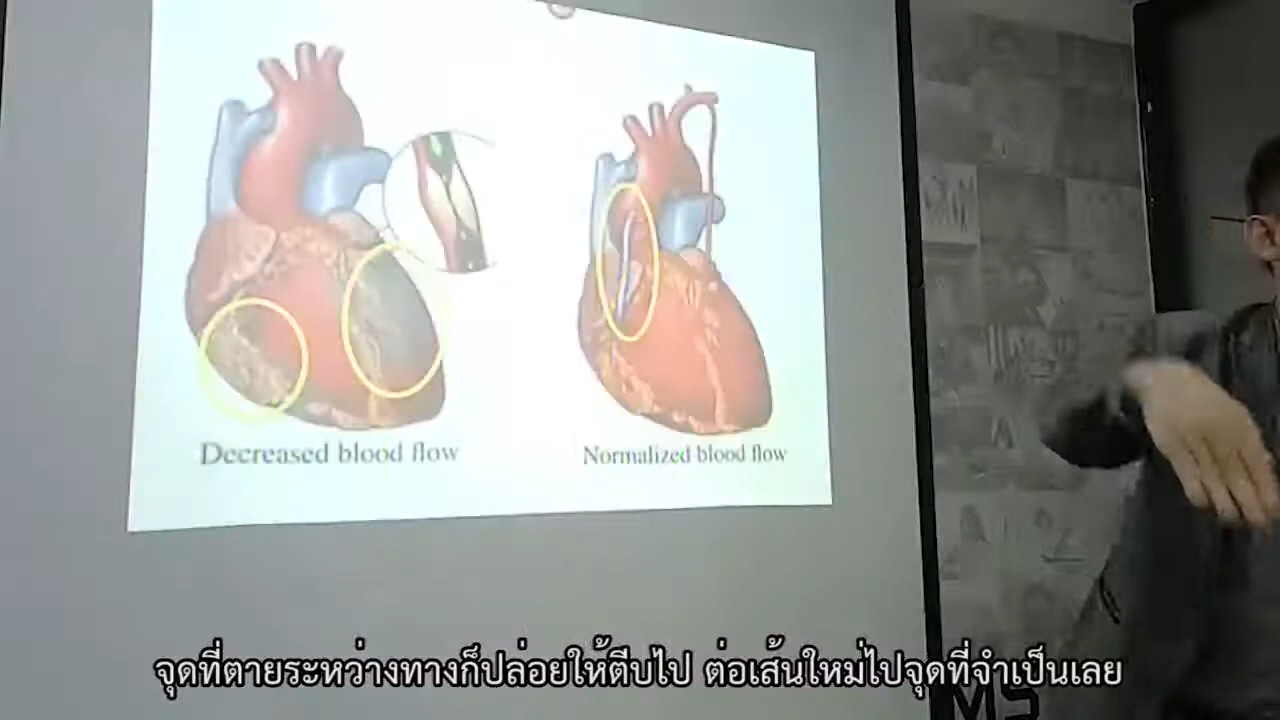 Decreased blood flow
Normalized blood flow
จุดที่ตายระหว่างทางก็ปล่อยให้ตีบไป ต่อเส้นใหม่ไปจุดที่จำเป็นเลย